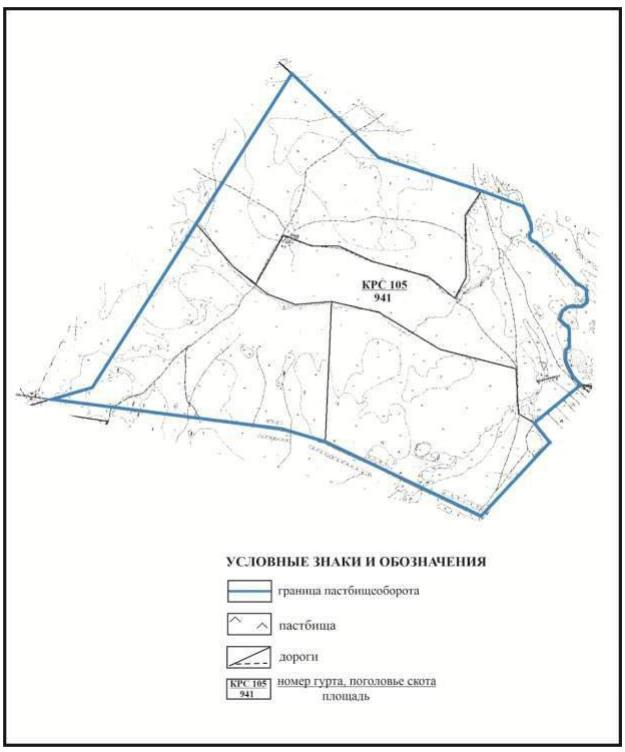 КРС 105
941
УСЛОВНЫЕ ЗНАКИ И ОБОЗНАЧЕНИЯ
граница пастбищеоборота
пастбища
дороги
КРС 105
941
номер гурта, поголовье скота
площадь